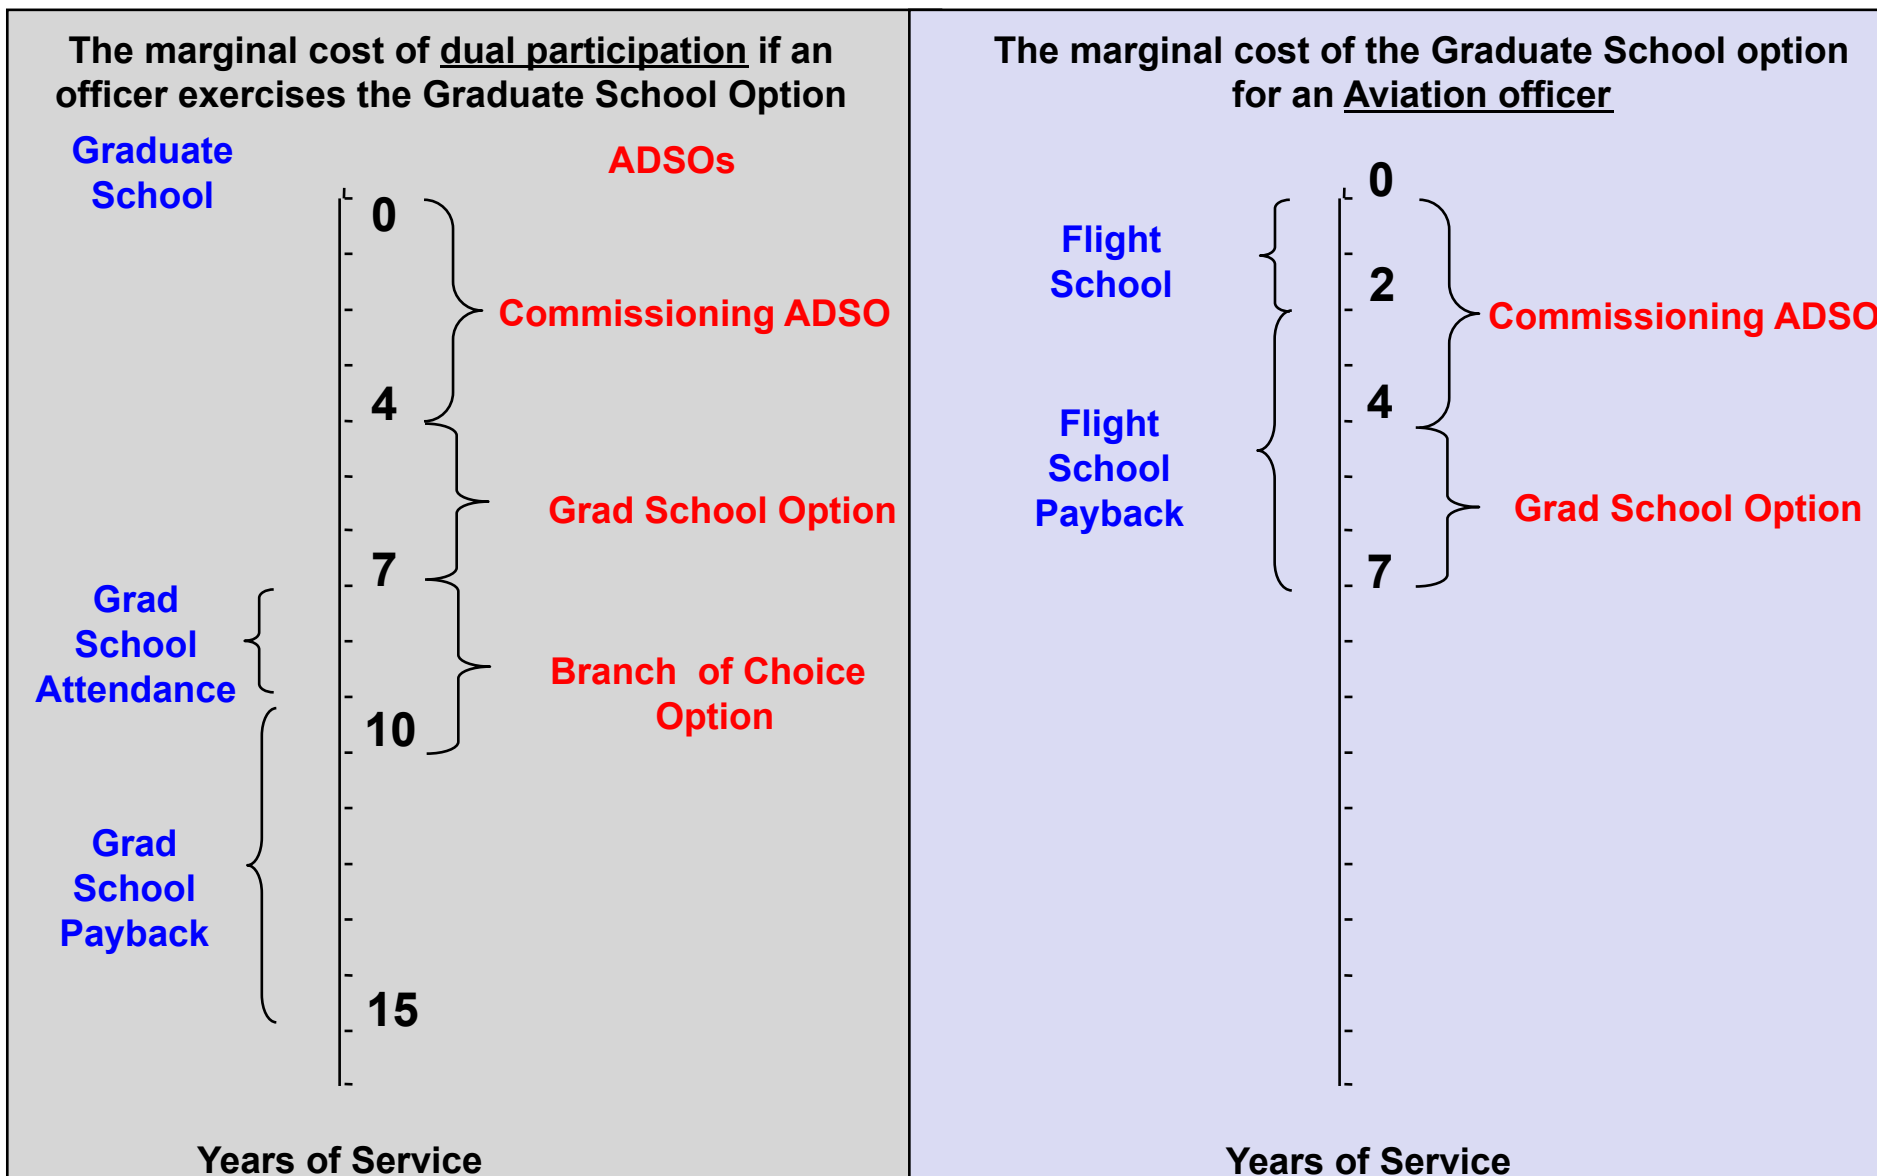 The marginal cost of dual participation if an
officer exercises the Graduate School Option
Graduate
School
ADSOs
0
Commissioning ADSO
4
Grad School Option
7
Grad
School
Attendance
Branch of Choice
Option
10
Grad
School
Payback
15
Years of Service
The marginal cost of the Graduate School option
for an Aviation officer
0
Flight
School
2
Commissioning ADSO
4
Flight
School
Payback
Grad School Option
7
Years of Service